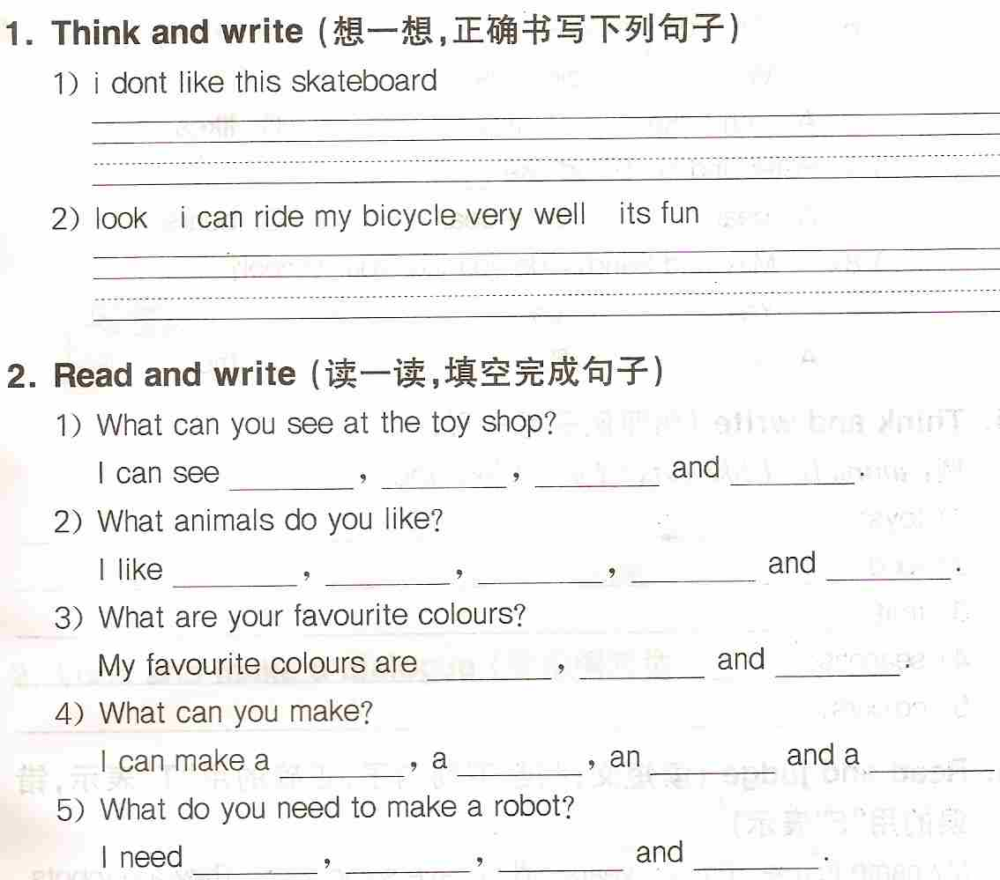 1. Think and write (想一想,正确书写下列句子)
1) i dont like this skateboard
2) look i can ride my bicycle very well its fun
2. Read and write (读一读,填空完成句子)
1) What can you see at the toy shop?
I can see ________, ________, ________ and ________.
2) What animals do you like?
I like ________, ________, ________, ________ and ________.
3) What are your favourite colours?
My favourite colours are ________, ________ and ________.
4) What can you make?
I can make a ________, a ________, an ________ and a ________
5) What do you need to make a robot?
I need ________, ________, ________ and ________.